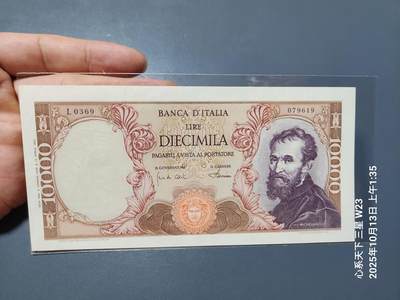 L 0369
079619
BANCA D'ITALIA
LIRE
DIECIMILA
PAGABILI A VISTA AL PORTATORE
IL GOVERNATORE
IL CASSIERE
10000
10000
心系天下 三星 W23
2025年10月13日 上午1:35